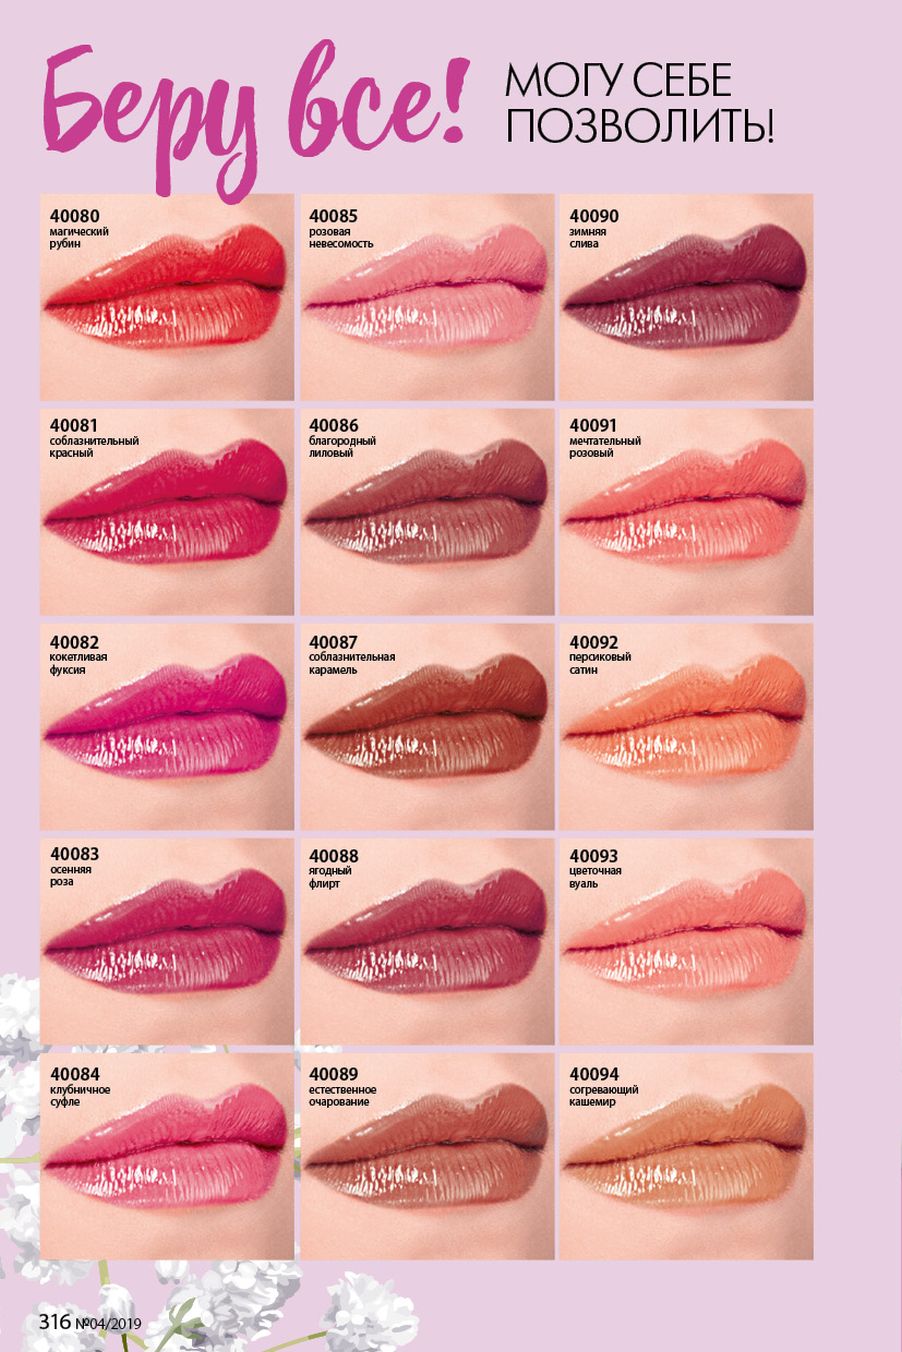 Беру все!
МОГУ СЕБЕ
ПОЗВОЛИТЬ!
40080
магический
рубин
40085
розовая
невесомость
40090
зимняя
слива
40081
соблазнительный
красный
40086
благородный
лиловый
40091
мечтательный
розовый
40082
кокетливая
фуксия
40087
соблазнительная
карамель
40092
персиковый
сатин
40083
осенняя
роза
40088
ягодный
флирт
40093
цветочная
вуаль
40084
клубничное
суфле
40089
естественное
очарование
40094
согревающий
кашемир
316 №04/2019